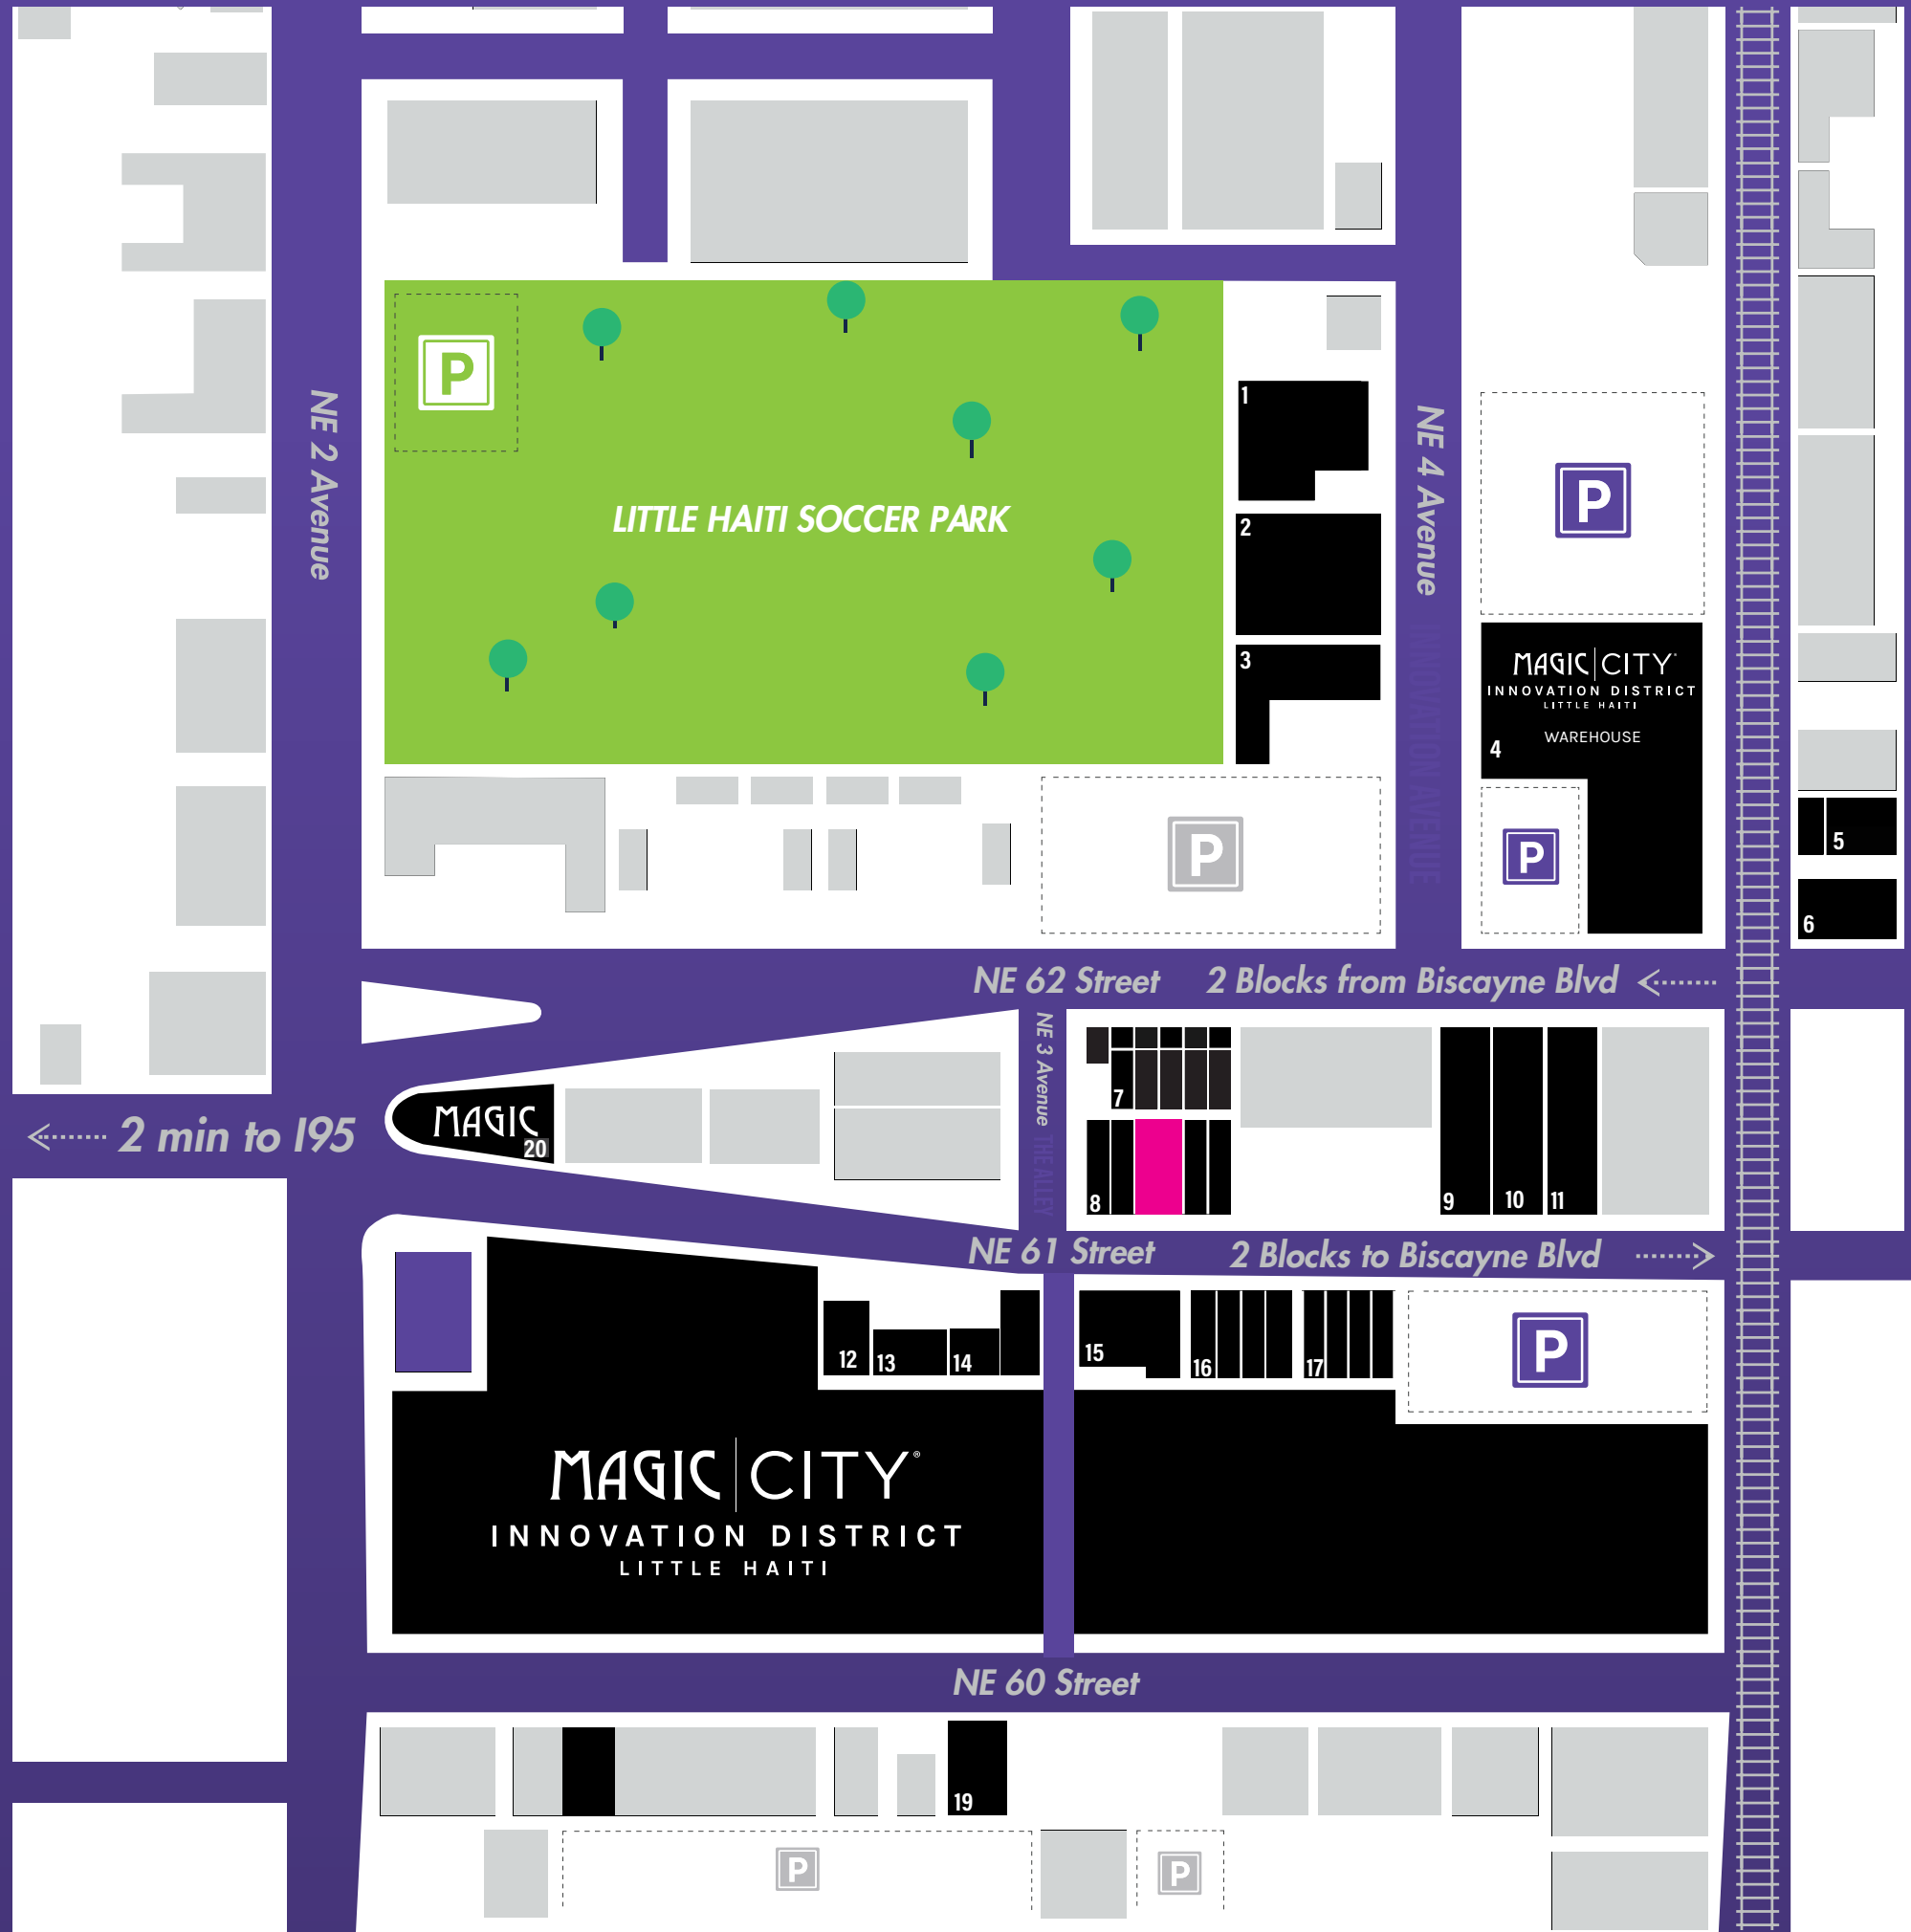 P
LITTLE HAITI SOCCER PARK
NE 2 Avenue
NE 4 Avenue
INNOVATION AVENUE
1
2
3
P
MAGIC|CITY
INNOVATION DISTRICT
LITTLE HAITI
WAREHOUSE
4
P
P
5
6
NE 62 Street
2 Blocks from Biscayne Blvd
NE 3 Avenue
THE ALLEY
7
8
9
10
11
2 min to I95
MAGIC
20
NE 61 Street
2 Blocks to Biscayne Blvd
12
13
14
15
16
17
P
MAGIC|CITY®
INNOVATION DISTRICT
LITTLE HAITI
NE 60 Street
19
P
P